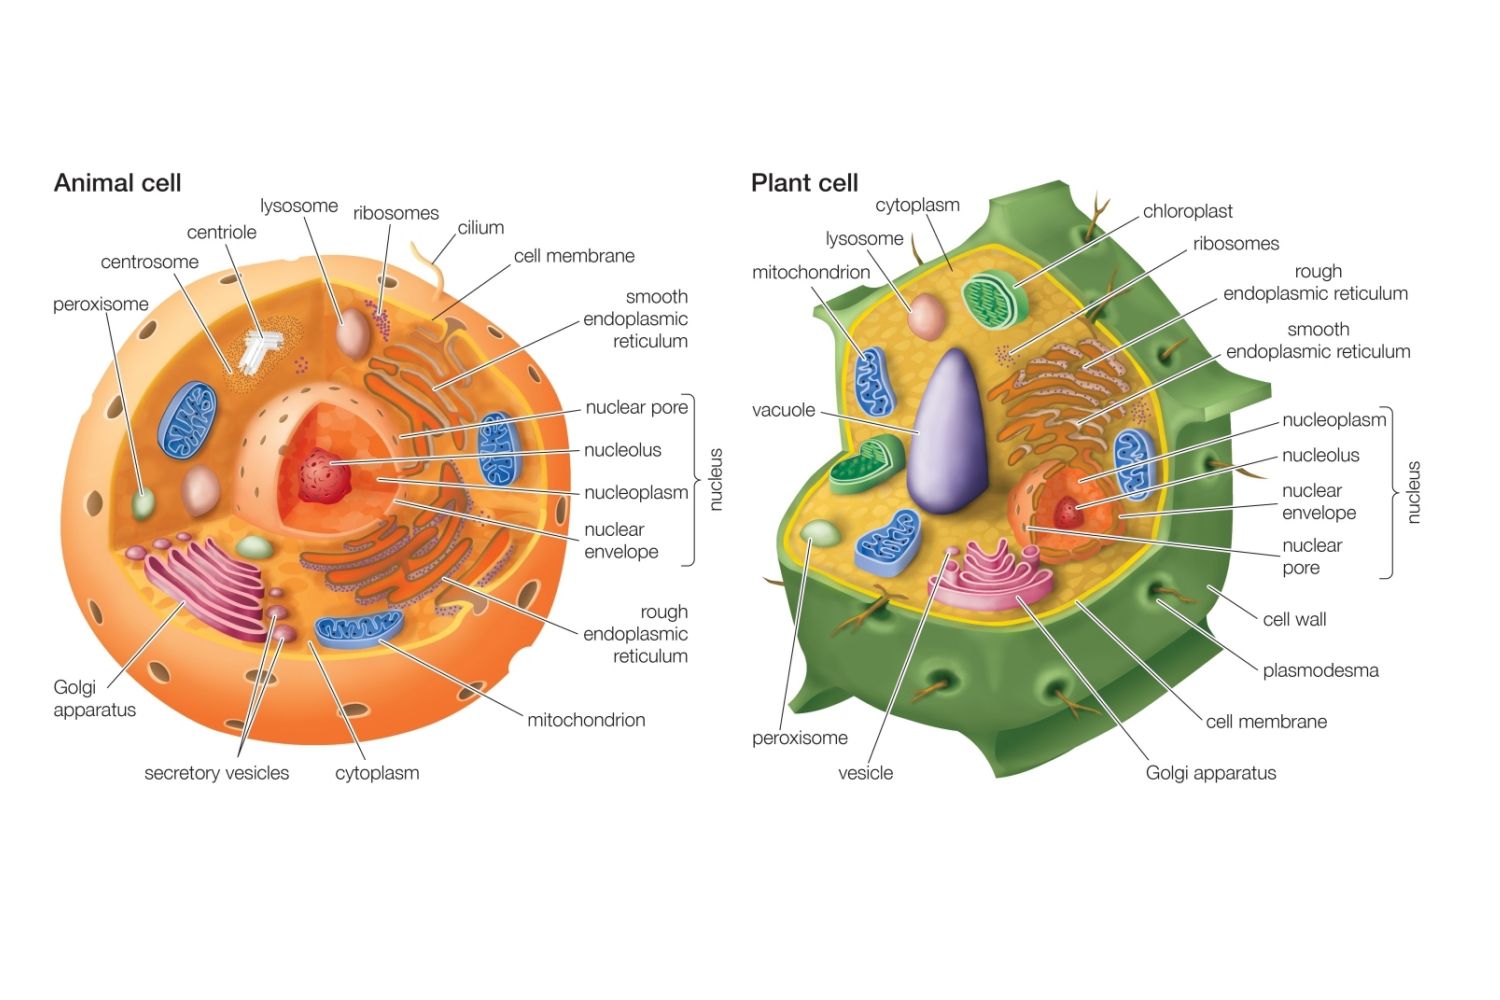 Animal cell
lysosome
ribosomes
centriole
cilium
centrosome
cell membrane
peroxisome
smooth
endoplasmic
reticulum
nuclear pore
nucleolus
nucleoplasm
nuclear
envelope
nucleus
rough
endoplasmic
reticulum
Golgi
apparatus
mitochondrion
secretory vesicles
cytoplasm
Plant cell
cytoplasm
chloroplast
lysosome
ribosomes
mitochondrion
rough
endoplasmic reticulum
smooth
endoplasmic reticulum
vacuole
nucleoplasm
nucleolus
nuclear
envelope
nuclear
pore
nucleus
cell wall
plasmodesma
cell membrane
peroxisome
vesicle
Golgi apparatus